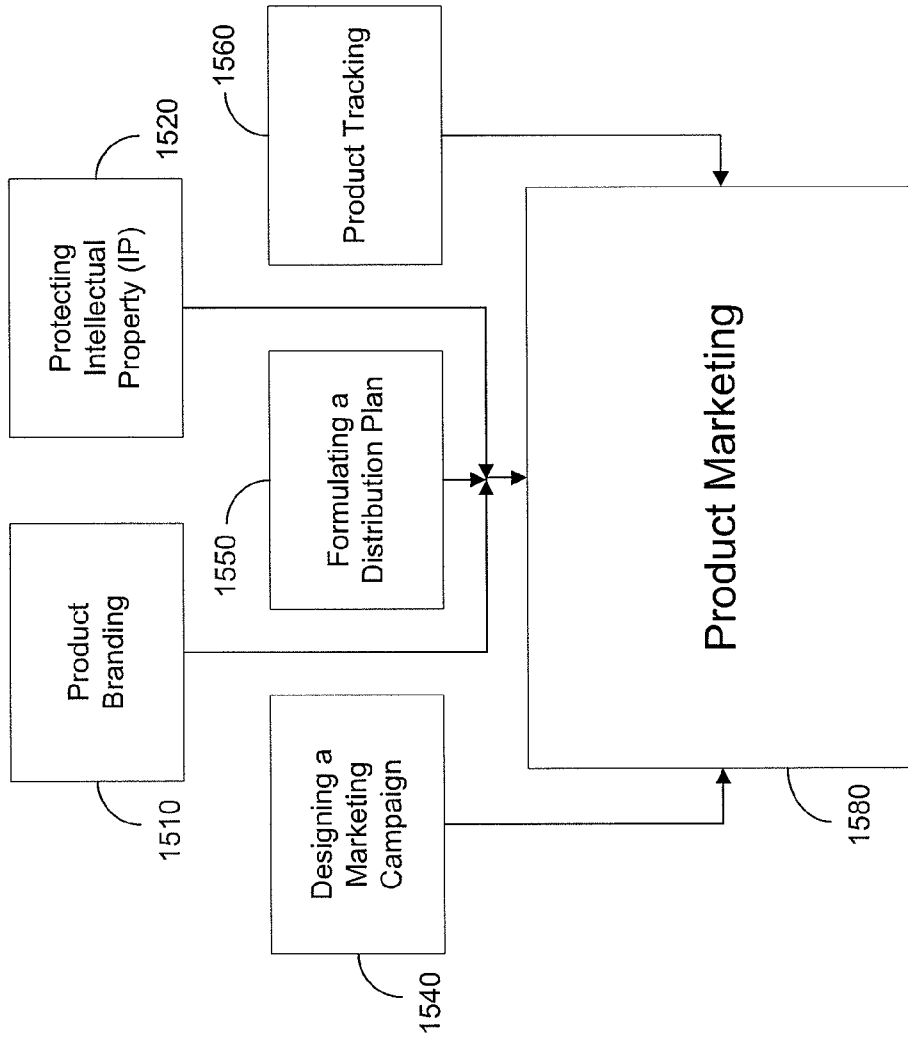 Product
Branding
1510
Protecting
Intellectual
Property (IP)
1520
Designing a
Marketing
Campaign
1540
Formulating a
Distribution Plan
1550
Product Tracking
1560
Product Marketing
1580